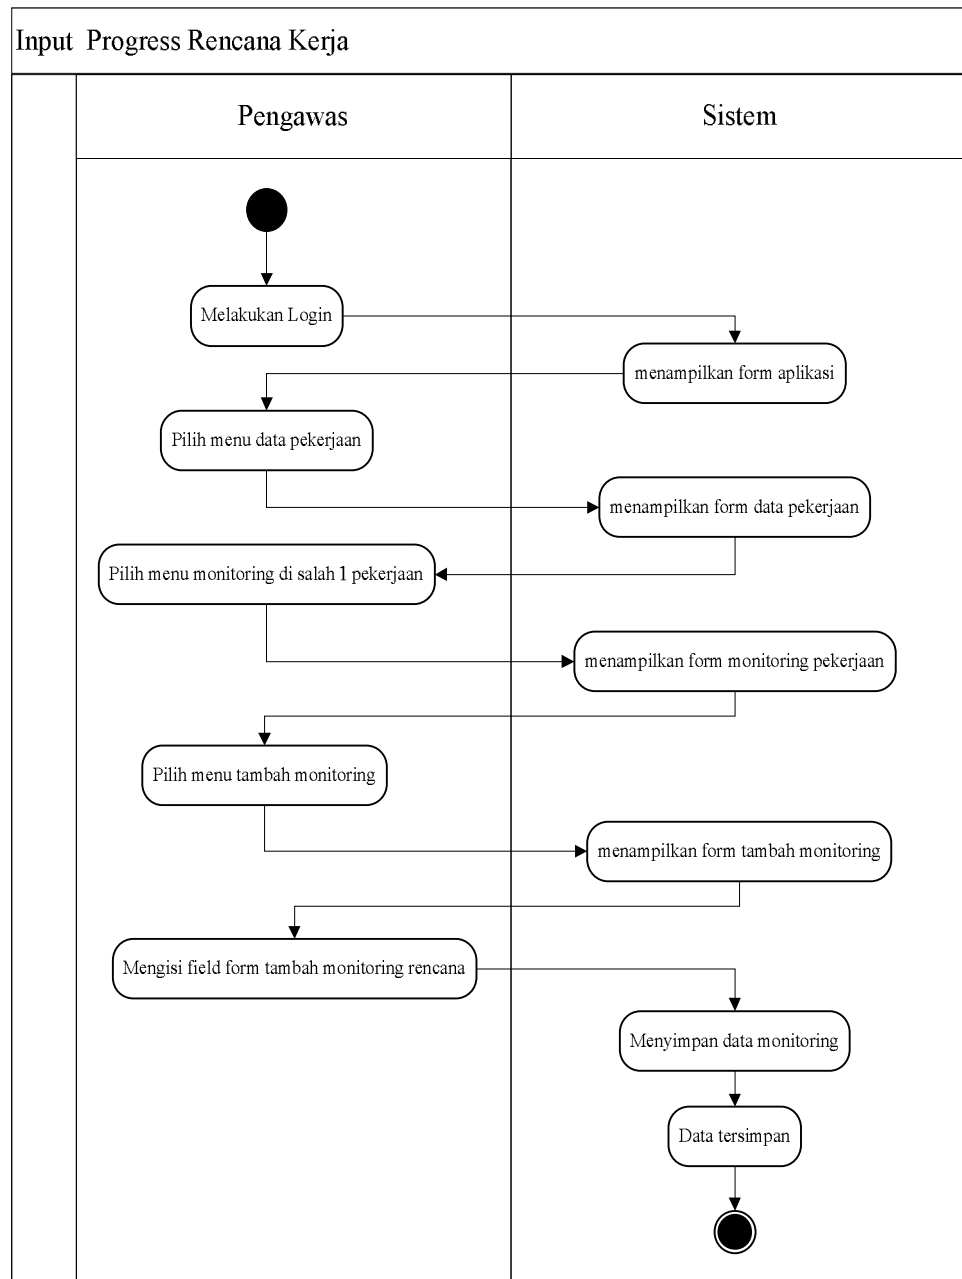 Input  Progress Rencana Kerja
Pengawas
Sistem
Melakukan Login
menampilkan form aplikasi
Pilih menu data pekerjaan
menampilkan form data pekerjaan
Pilih menu monitoring di salah 1 pekerjaan
menampilkan form monitoring pekerjaan
Pilih menu tambah monitoring
menampilkan form tambah monitoring
Mengisi field form tambah monitoring rencana
Menyimpan data monitoring
Data tersimpan